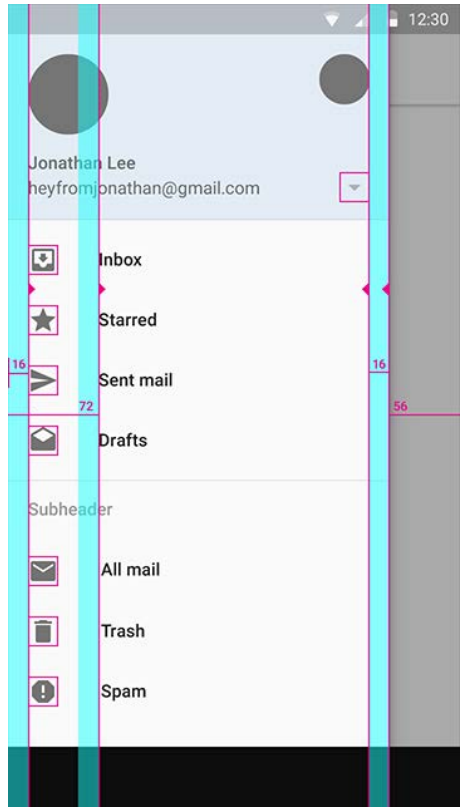 12:30
Jonathan Lee
heyfromjonathan@gmail.com
Inbox
Starred
16
16
Sent mail
72
56
Drafts
Subheader
All mail
Trash
Spam